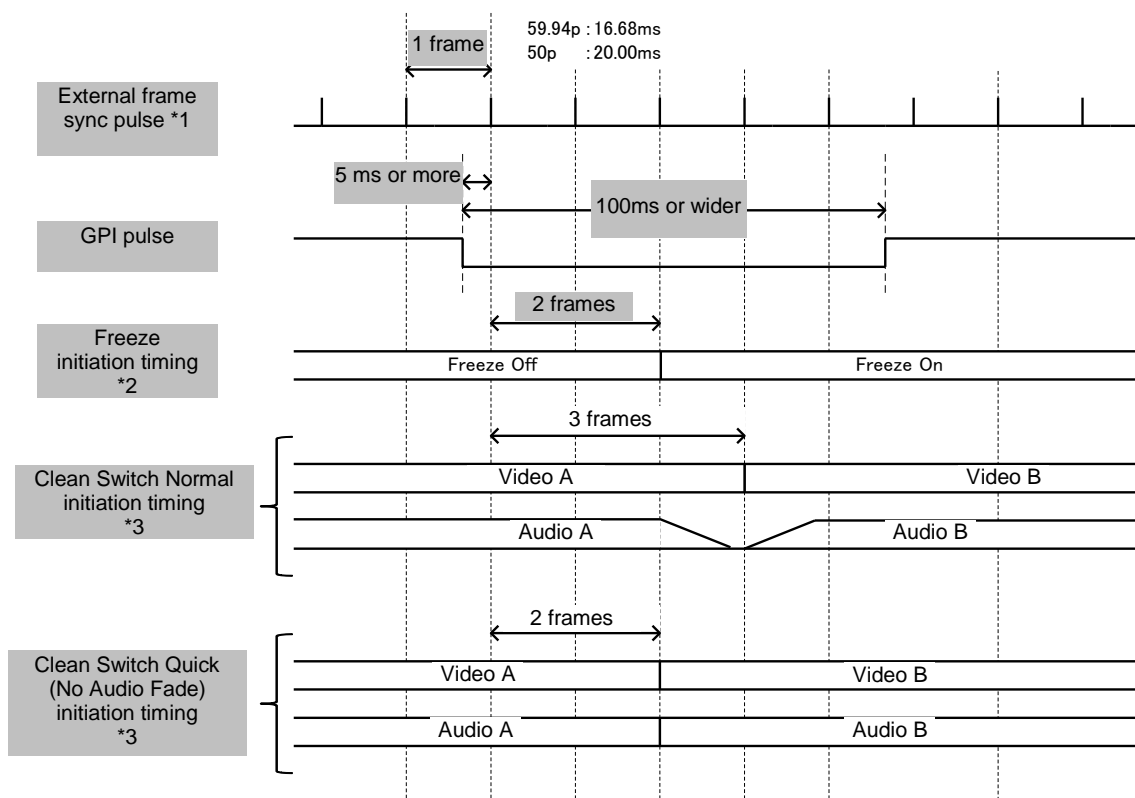 59.94p : 16.68ms
50p : 20.00ms
1 frame
External frame
sync pulse *1
5 ms or more
100ms or wider
GPI pulse
2 frames
Freeze
initiation timing
*2
Freeze Off
Freeze On
3 frames
Clean Switch Normal
initiation timing
*3
Video A
Video B
Audio A
Audio B
2 frames
Clean Switch Quick
(No Audio Fade)
initiation timing
*3
Video A
Video B
Audio A
Audio B